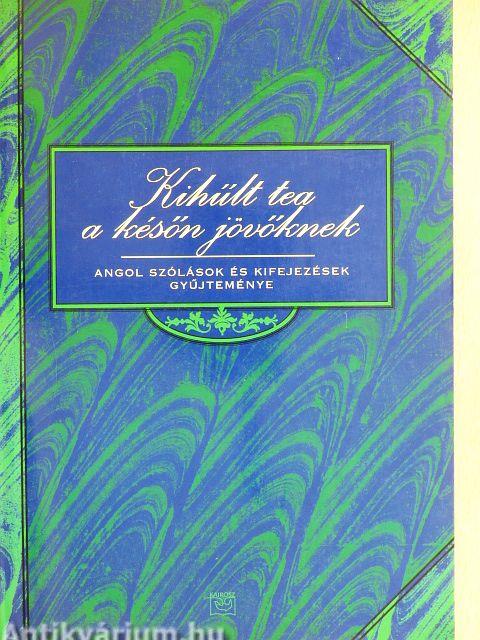 Kihűlt tea
a későn jövőknek
ANGOL SZÓLÁSOK ÉS KIFEJEZÉSEK
GYŰJTEMÉNYE
KAIROSZ
Antikvárium.hu